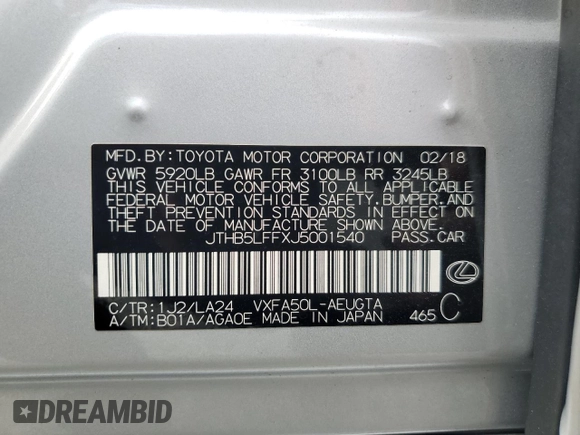 MFD. BY: TOYOTA MOTOR CORPORATION 02/18
GVWR 5920LB GAWR FR 3100LB RR 3245LB
THIS VEHICLE CONFORMS TO ALL APPLICABLE
FEDERAL MOTOR VEHICLE SAFETY, BUMPER, AND
THEFT PREVENTION STANDARDS IN EFFECT ON
THE DATE OF MANUFACTURE SHOWN ABOVE.
JTHB5LFFXJ5001540 PASS. CAR
C/TR: 1J2/LA24 VXFA50L-AEUGTA
A/TM: B01A/AGA0E MADE IN JAPAN 465 C
DREAMBID